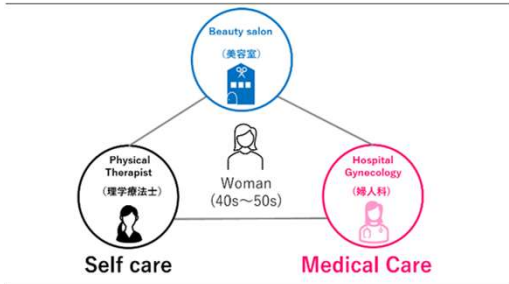 Beauty salon
(美容室)
Physical
Therapist
(理学療法士)
Woman
(40s～50s)
Hospital
Gynecology
(婦人科)
Self care
Medical Care